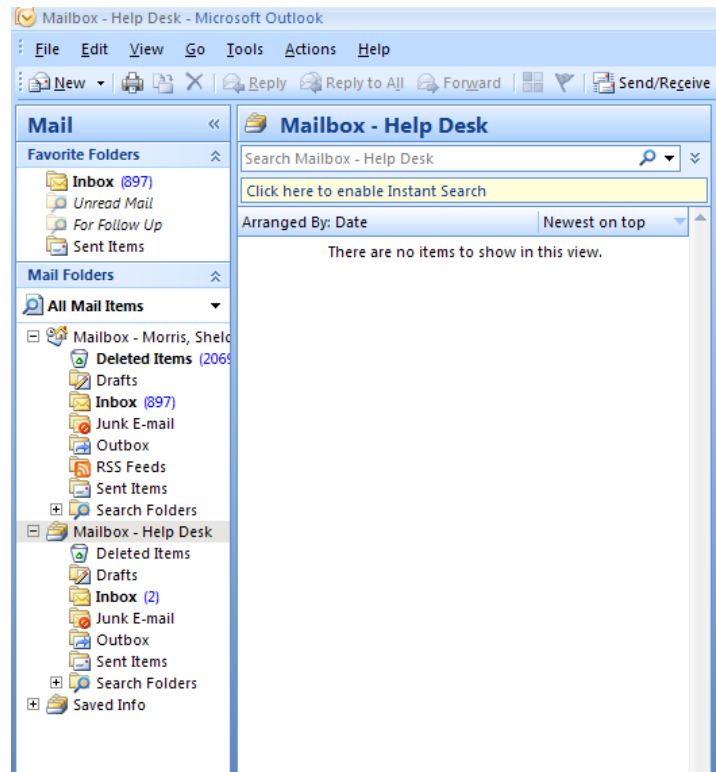 Mailbox - Help Desk - Microsoft Outlook
File Edit View Go Tools Actions Help
New Reply Reply to All Forward Send/Receive
Mail «
Favorite Folders
Inbox (897)
Unread Mail
For Follow Up
Sent Items
Mail Folders
All Mail Items
Mailbox - Morris, Shelc
Deleted Items (2069
Drafts
Inbox (897)
Junk E-mail
Outbox
RSS Feeds
Sent Items
Search Folders
Mailbox - Help Desk
Deleted Items
Drafts
Inbox (2)
Junk E-mail
Outbox
Sent Items
Search Folders
Saved Info
Mailbox - Help Desk
Search Mailbox - Help Desk
Click here to enable Instant Search
Arranged By: Date Newest on top
There are no items to show in this view.